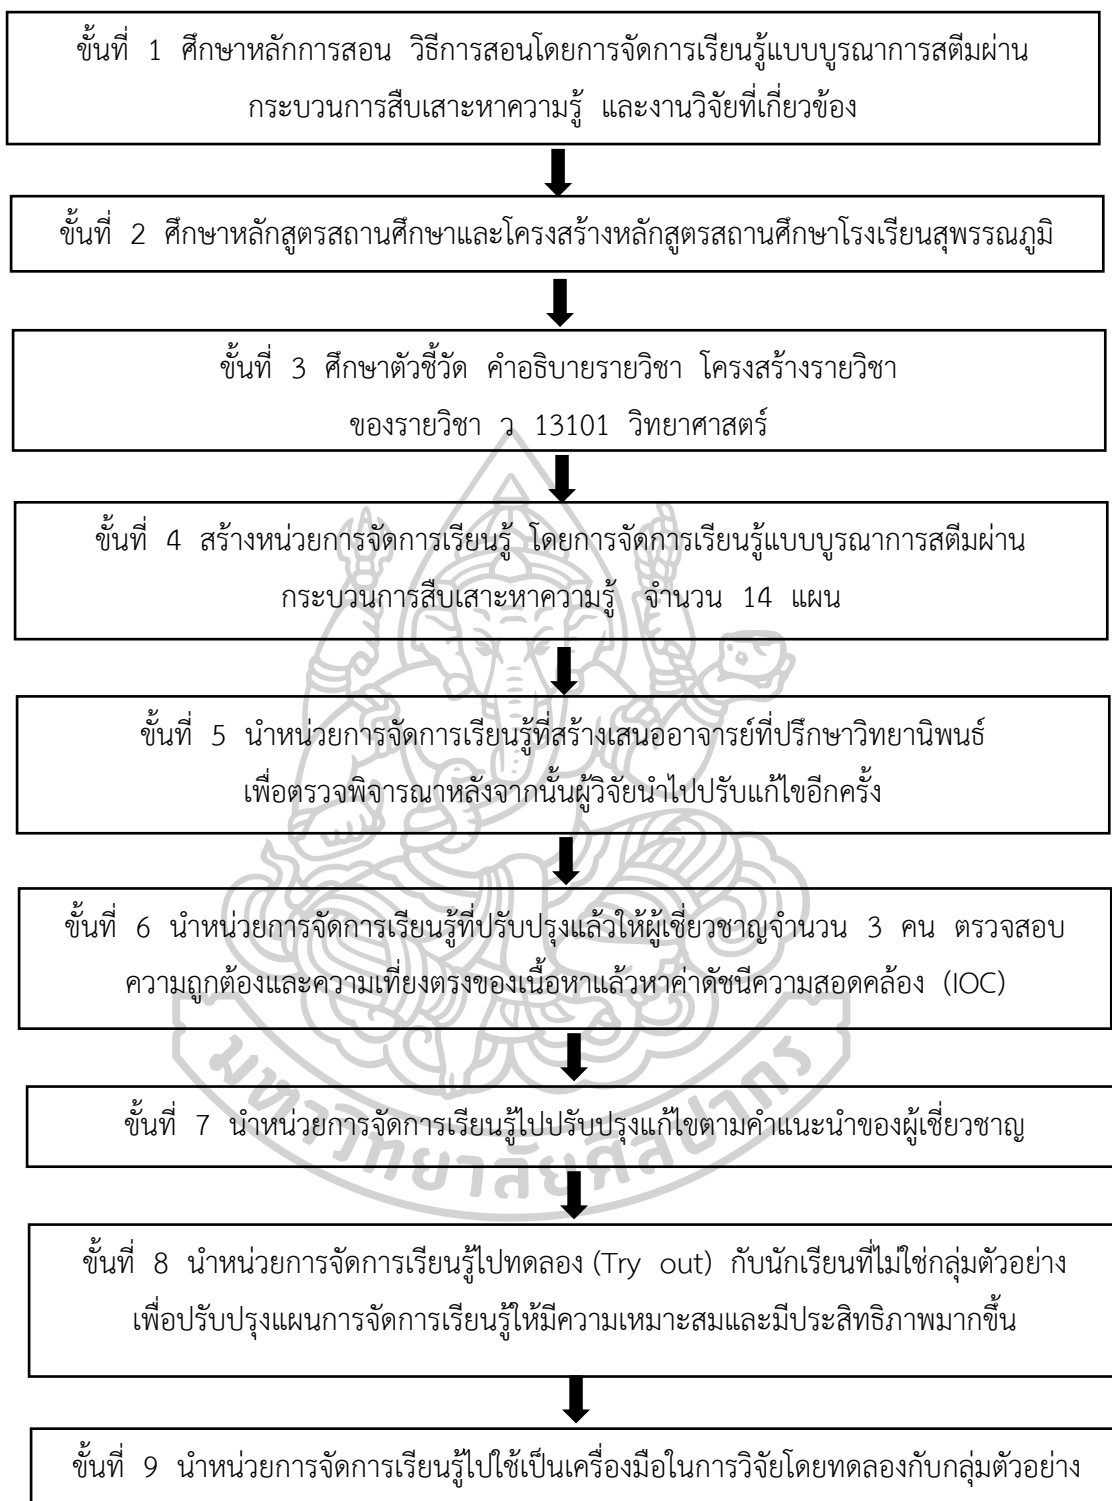 ขั้นที่ 1 ศึกษาหลักการสอน วิธีการสอนโดยการจัดการเรียนรู้แบบบูรณาการสตีมผ่าน
กระบวนการสืบเสาะหาความรู้ และงานวิจัยที่เกี่ยวข้อง
ขั้นที่ 2 ศึกษาหลักสูตรสถานศึกษาและโครงสร้างหลักสูตรสถานศึกษาโรงเรียนสุพรรณภูมิ
ขั้นที่ 3 ศึกษาตัวชี้วัด คำอธิบายรายวิชา โครงสร้างรายวิชา
ของรายวิชา ว 13101 วิทยาศาสตร์
ขั้นที่ 4 สร้างหน่วยการจัดการเรียนรู้ โดยการจัดการเรียนรู้แบบบูรณาการสตีมผ่าน
กระบวนการสืบเสาะหาความรู้ จำนวน 14 แผน
ขั้นที่ 5 นำหน่วยการจัดการเรียนรู้ที่สร้างเสนออาจารย์ที่ปรึกษาวิทยานิพนธ์
เพื่อตรวจพิจารณาหลังจากนั้นผู้วิจัยนำไปปรับแก้ไขอีกครั้ง
ขั้นที่ 6 นำหน่วยการจัดการเรียนรู้ที่ปรับปรุงแล้วให้ผู้เชี่ยวชาญจำนวน 3 คน ตรวจสอบ
ความถูกต้องและความเที่ยงตรงของเนื้อหาแล้วหาค่าดัชนีความสอดคล้อง (IOC)
ขั้นที่ 7 นำหน่วยการจัดการเรียนรู้ไปปรับปรุงแก้ไขตามคำแนะนำของผู้เชี่ยวชาญ
มหาวิทยาลัยศิลปากร
ขั้นที่ 8 นำหน่วยการจัดการเรียนรู้ไปทดลอง (Try out) กับนักเรียนที่ไม่ใช่กลุ่มตัวอย่าง
เพื่อปรับปรุงแผนการจัดการเรียนรู้ให้มีความเหมาะสมและมีประสิทธิภาพมากขึ้น
ขั้นที่ 9 นำหน่วยการจัดการเรียนรู้ไปใช้เป็นเครื่องมือในการวิจัยโดยทดลองกับกลุ่มตัวอย่าง